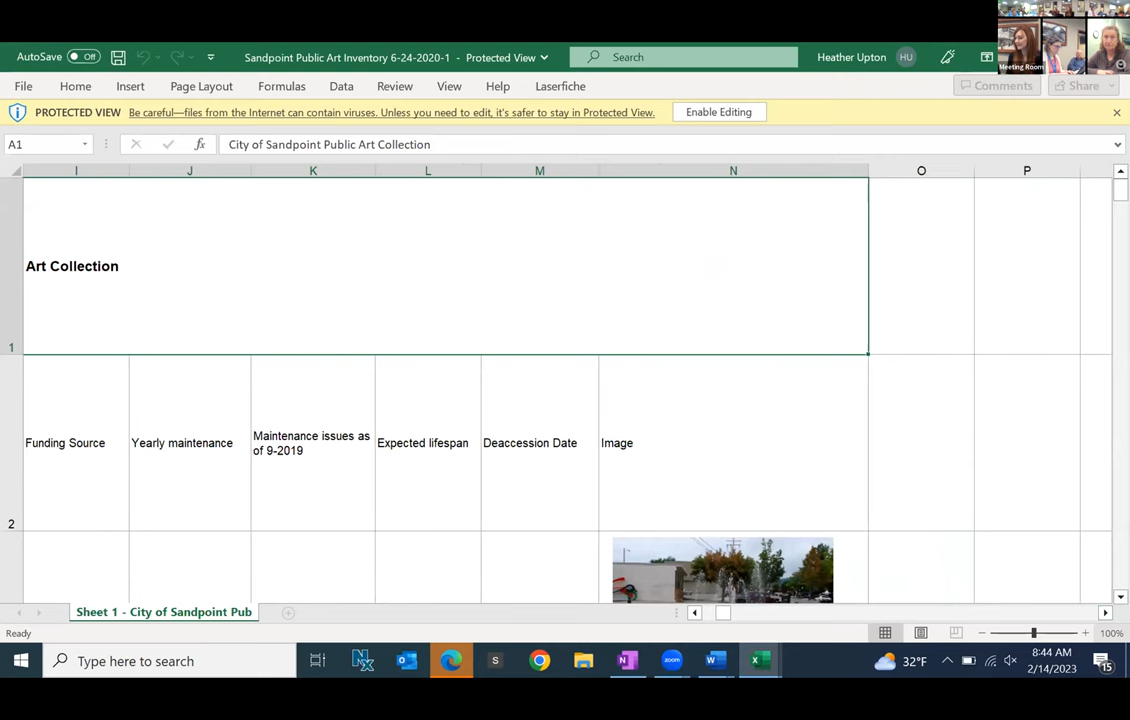 AutoSave Off
Sandpoint Public Art Inventory 6-24-2020-1 - Protected View
Search
Heather Upton HU
Meeting Room
File Home Insert Page Layout Formulas Data Review View Help Laserfiche
Comments Share
PROTECTED VIEW Be careful—files from the Internet can contain viruses. Unless you need to edit, it's safer to stay in Protected View. Enable Editing
A1 fx City of Sandpoint Public Art Collection
I J K L M N O P
1 Art Collection
2 Funding Source Yearly maintenance Maintenance issues as of 9-2019 Expected lifespan Deaccession Date Image
Sheet 1 - City of Sandpoint Pub
Ready 100%
Type here to search
S
32°F
8:44 AM
2/14/2023
15